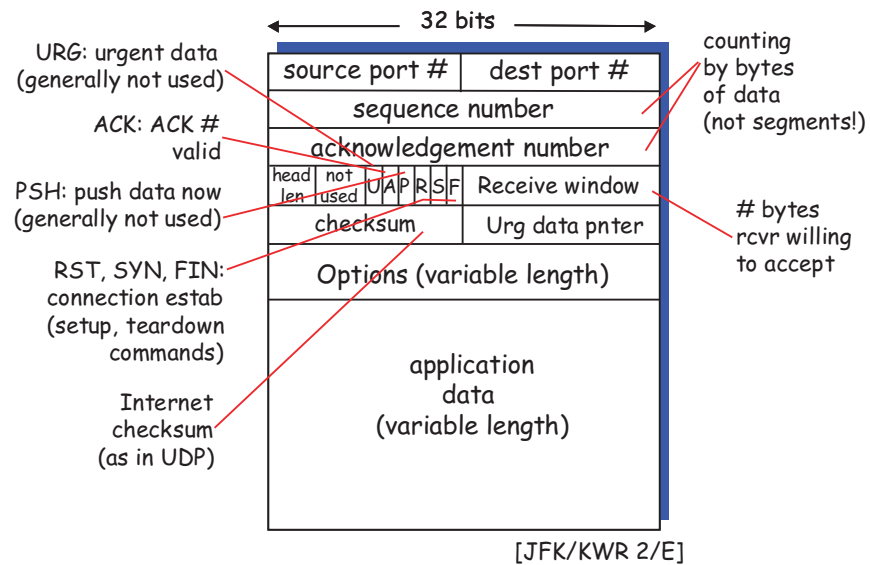 32 bits
URG: urgent data
(generally not used)
ACK: ACK #
valid
PSH: push data now
(generally not used)
RST, SYN, FIN:
connection estab
(setup, teardown
commands)
Internet
checksum
(as in UDP)
source port # dest port #
sequence number
acknowledgement number
head
len
not
used
U A P R S F
Receive window
checksum Urg data pnter
Options (variable length)
application
data
(variable length)
counting
by bytes
of data
(not segments!)
# bytes
rcvr willing
to accept
[JFK/KWR 2/E]